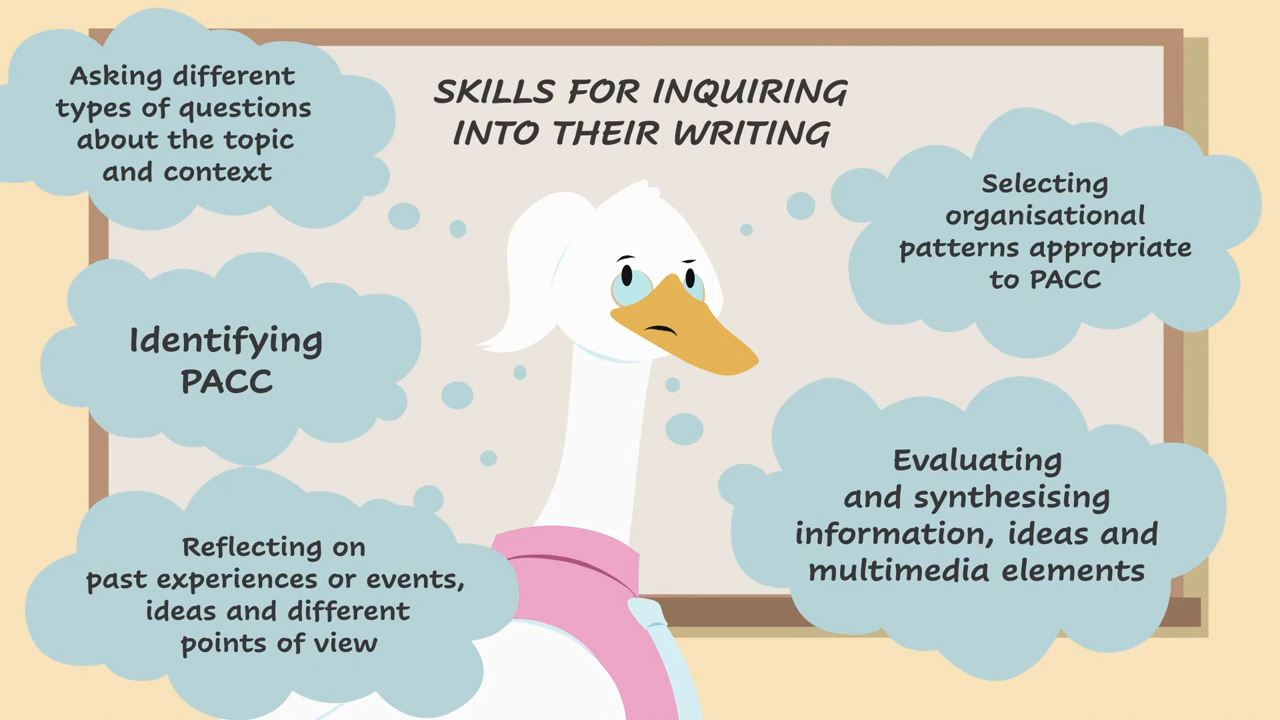 SKILLS FOR INQUIRING
INTO THEIR WRITING
Asking different
types of questions
about the topic
and context
Identifying
PACC
Reflecting on
past experiences or events,
ideas and different
points of view
Selecting
organisational
patterns appropriate
to PACC
Evaluating
and synthesising
information, ideas and
multimedia elements